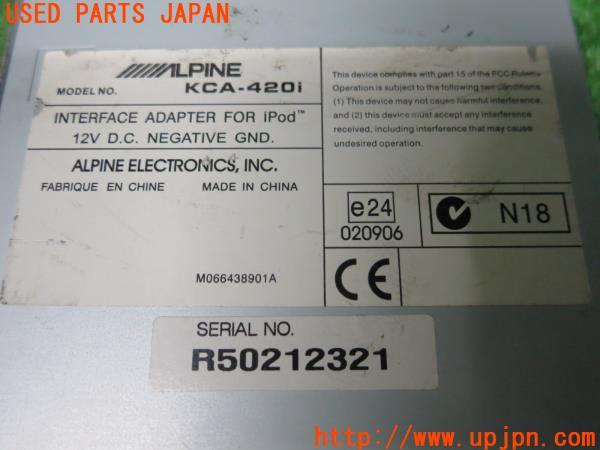 USED PARTS JAPAN
ALPINE
MODEL NO. KCA-420i
INTERFACE ADAPTER FOR iPod™
12V D.C. NEGATIVE GND.
ALPINE ELECTRONICS, INC.
FABRIQUE EN CHINE MADE IN CHINA
M066438901A
This device complies with part 15 of the FCC Rules.
Operation is subject to the following two conditions.
(1) This device may not cause harmful interference,
and (2) this device must accept any interference
received, including interference that may cause
undesired operation.
e24
020906
N18
CE
SERIAL NO.
R50212321
UPJ
http://www.upjpn.com/